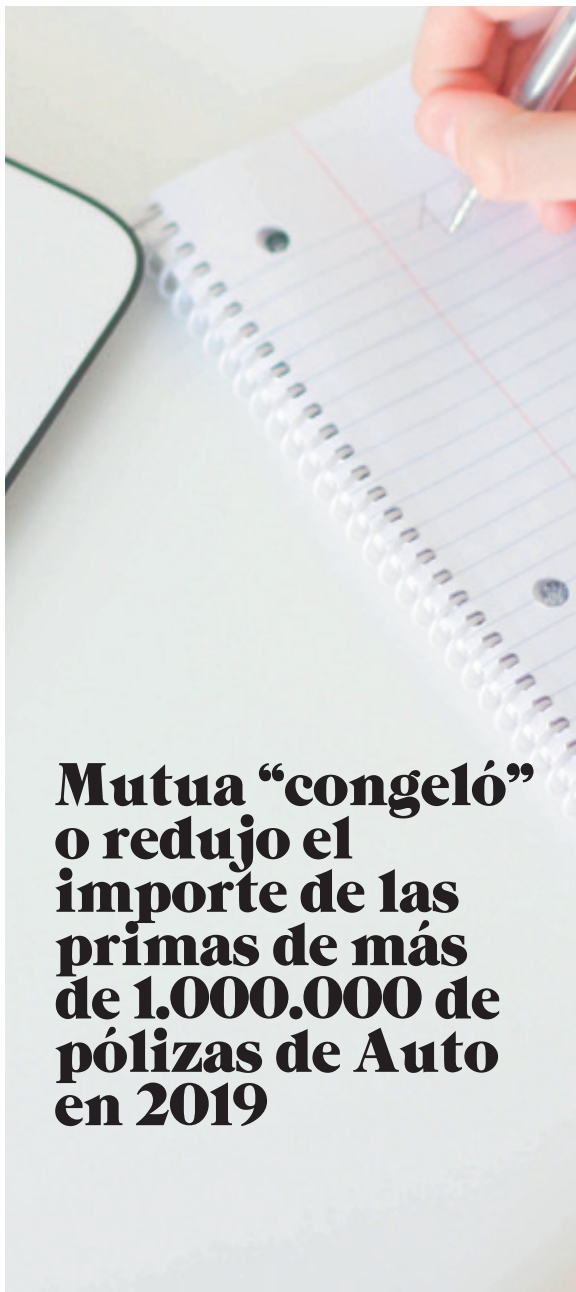 Mutua “congeló”
o redujo el
importe de las
primas de más
de 1.000.000 de
pólizas de Auto
en 2019